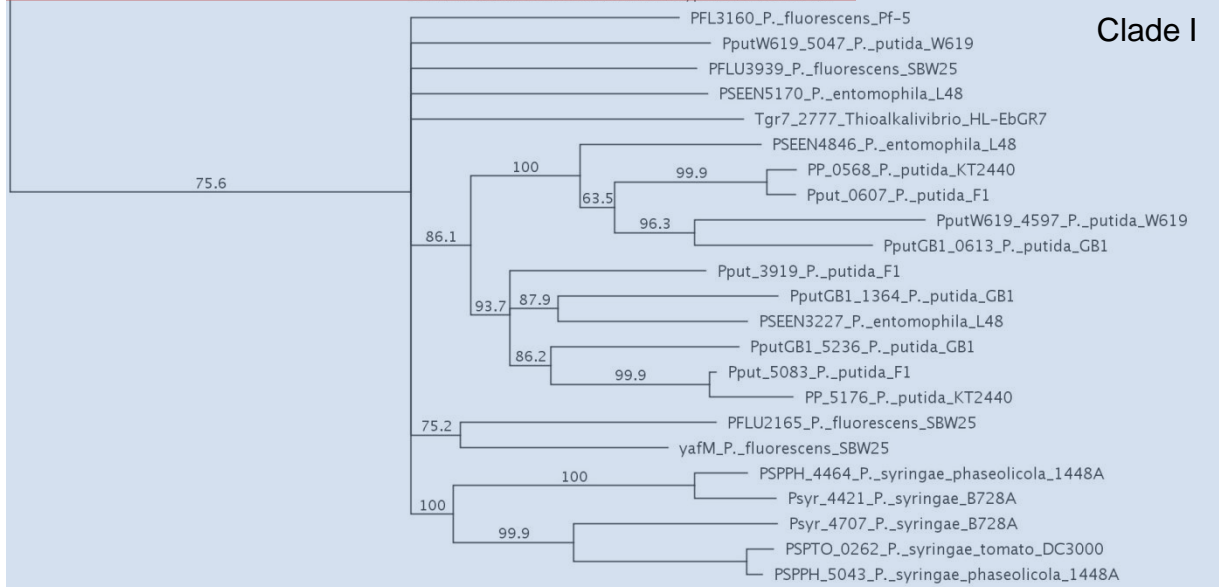 PFL3160_P._fluorescens_Pf-5
Clade I
PputW619_5047_P._putida_W619
PFLU3939_P._fluorescens_SBW25
PSEEN5170_P._entomophila_L48
Tgr7_2777_Thioalkalivibrio_HL-EbGR7
PSEEN4846_P._entomophila_L48
100
99.9
PP_0568_P._putida_KT2440
75.6
63.5
Pput_0607_P._putida_F1
96.3
PputW619_4597_P._putida_W619
86.1
PputGB1_0613_P._putida_GB1
Pput_3919_P._putida_F1
93.7
87.9
PputGB1_1364_P._putida_GB1
PSEEN3227_P._entomophila_L48
86.2
PputGB1_5236_P._putida_GB1
99.9
Pput_5083_P._putida_F1
PP_5176_P._putida_KT2440
75.2
PFLU2165_P._fluorescens_SBW25
yafM_P._fluorescens_SBW25
100
PSPPH_4464_P._syringae_phaseolicola_1448A
Psyr_4421_P._syringae_B728A
100
Psyr_4707_P._syringae_B728A
99.9
PSPTO_0262_P._syringae_tomato_DC3000
PSPPH_5043_P._syringae_phaseolicola_1448A